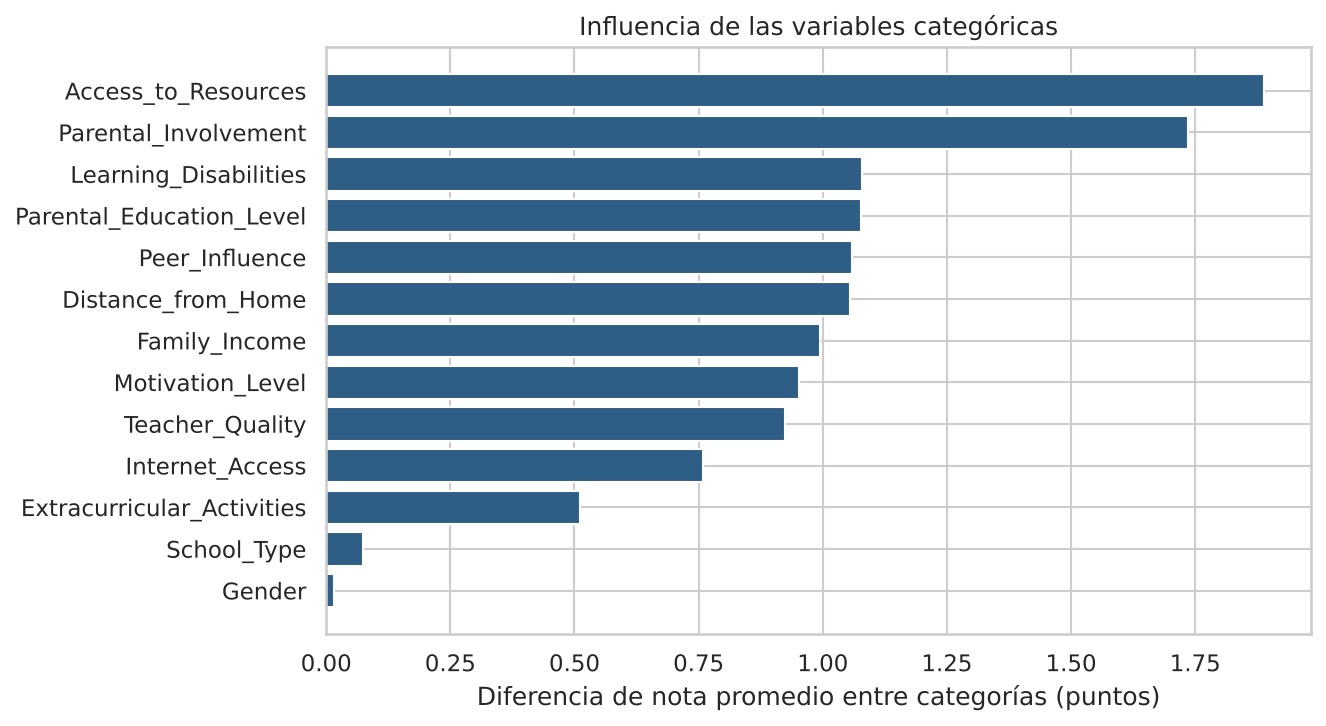 Influencia de las variables categóricas
Access_to_Resources
Parental_Involvement
Learning_Disabilities
Parental_Education_Level
Peer_Influence
Distance_from_Home
Family_Income
Motivation_Level
Teacher_Quality
Internet_Access
Extracurricular_Activities
School_Type
Gender
0.00 0.25 0.50 0.75 1.00 1.25 1.50 1.75
Diferencia de nota promedio entre categorías (puntos)